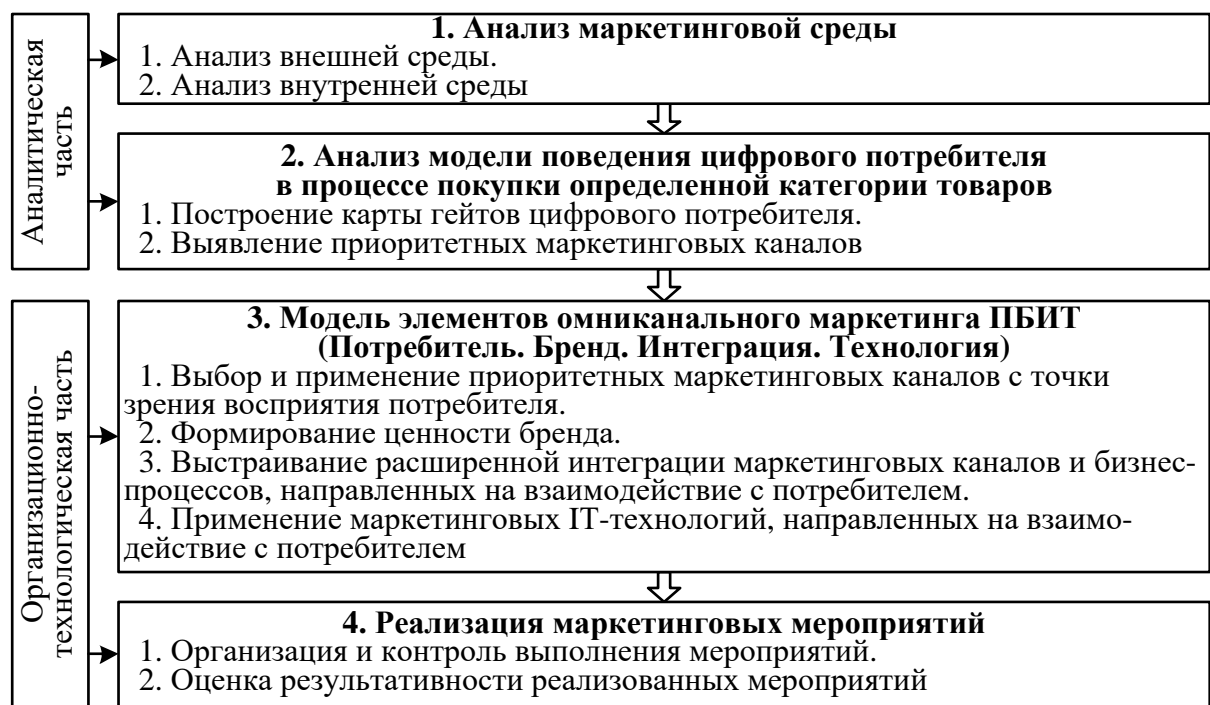 Аналитическая
часть
1. Анализ маркетинговой среды
1. Анализ внешней среды.
2. Анализ внутренней среды
2. Анализ модели поведения цифрового потребителя
в процессе покупки определенной категории товаров
1. Построение карты гейтов цифрового потребителя.
2. Выявление приоритетных маркетинговых каналов
Организационно-
технологическая часть
3. Модель элементов омниканального маркетинга ПБИТ
(Потребитель. Бренд. Интеграция. Технология)
1. Выбор и применение приоритетных маркетинговых каналов с точки
зрения восприятия потребителя.
2. Формирование ценности бренда.
3. Выстраивание расширенной интеграции маркетинговых каналов и бизнес-
процессов, направленных на взаимодействие с потребителем.
4. Применение маркетинговых IT-технологий, направленных на взаимо-
действие с потребителем
4. Реализация маркетинговых мероприятий
1. Организация и контроль выполнения мероприятий.
2. Оценка результативности реализованных мероприятий